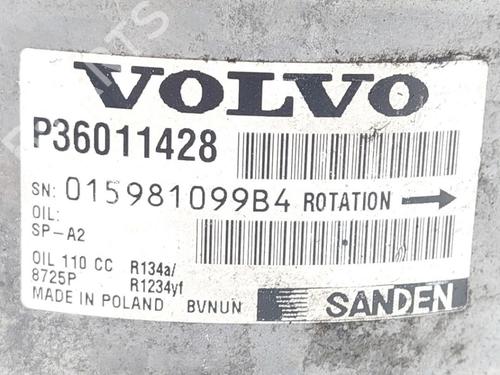 VOLVO
P36011428
SN: 015981099B4 ROTATION →
OIL:
SP-A2
OIL 110 CC R134a/
8725P R1234yf
MADE IN POLAND BVNUN SANDEN